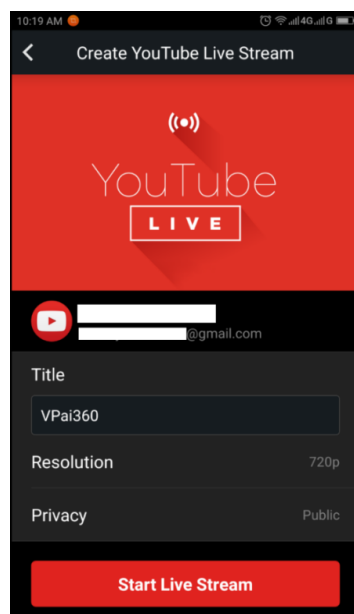 10:19 AM 4G G
Create YouTube Live Stream
YouTube
LIVE
@gmail.com
Title
VPai360
Resolution 720p
Privacy Public
Start Live Stream